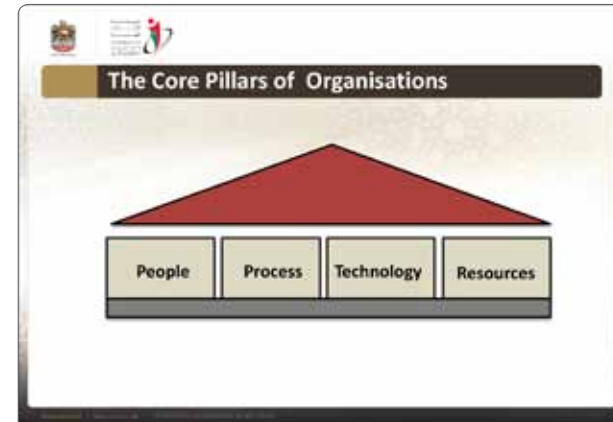 The Core Pillars of Organisations
People
Process
Technology
Resources